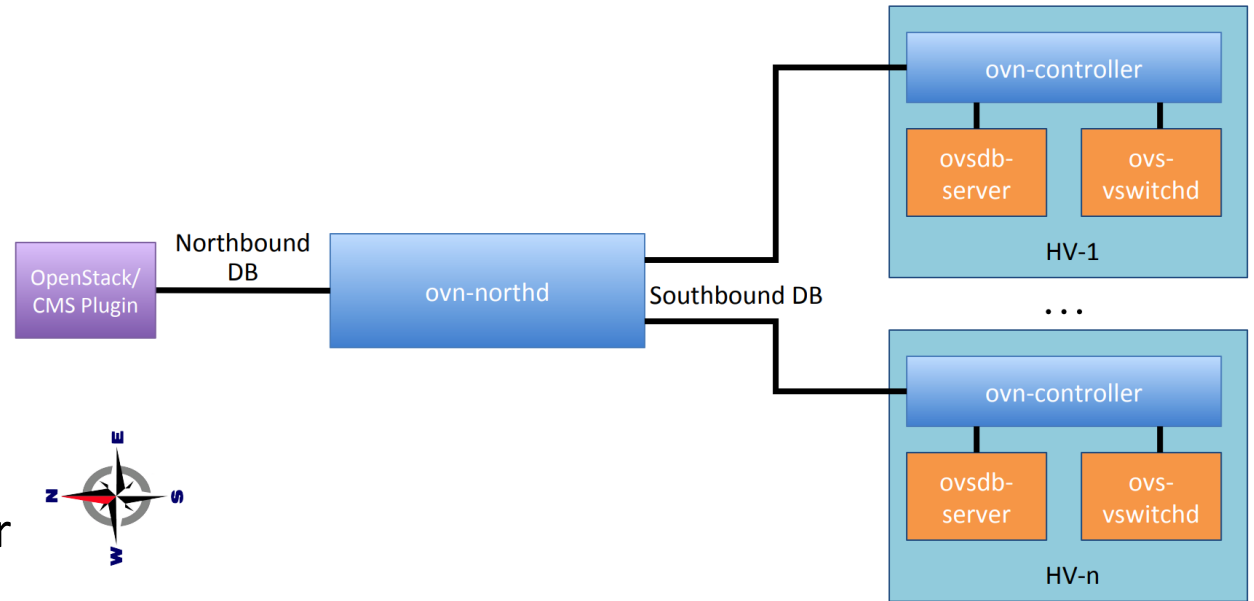 OpenStack/
CMS Plugin
Northbound
DB
ovn-northd
Southbound DB
ovn-controller
ovsdb-
server
ovs-
vswitchd
HV-1
...
ovn-controller
ovsdb-
server
ovs-
vswitchd
HV-n
E
N
S
W
r